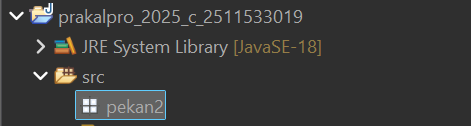 prakalpro_2025_c_2511533019
JRE System Library [JavaSE-18]
src
pekan2